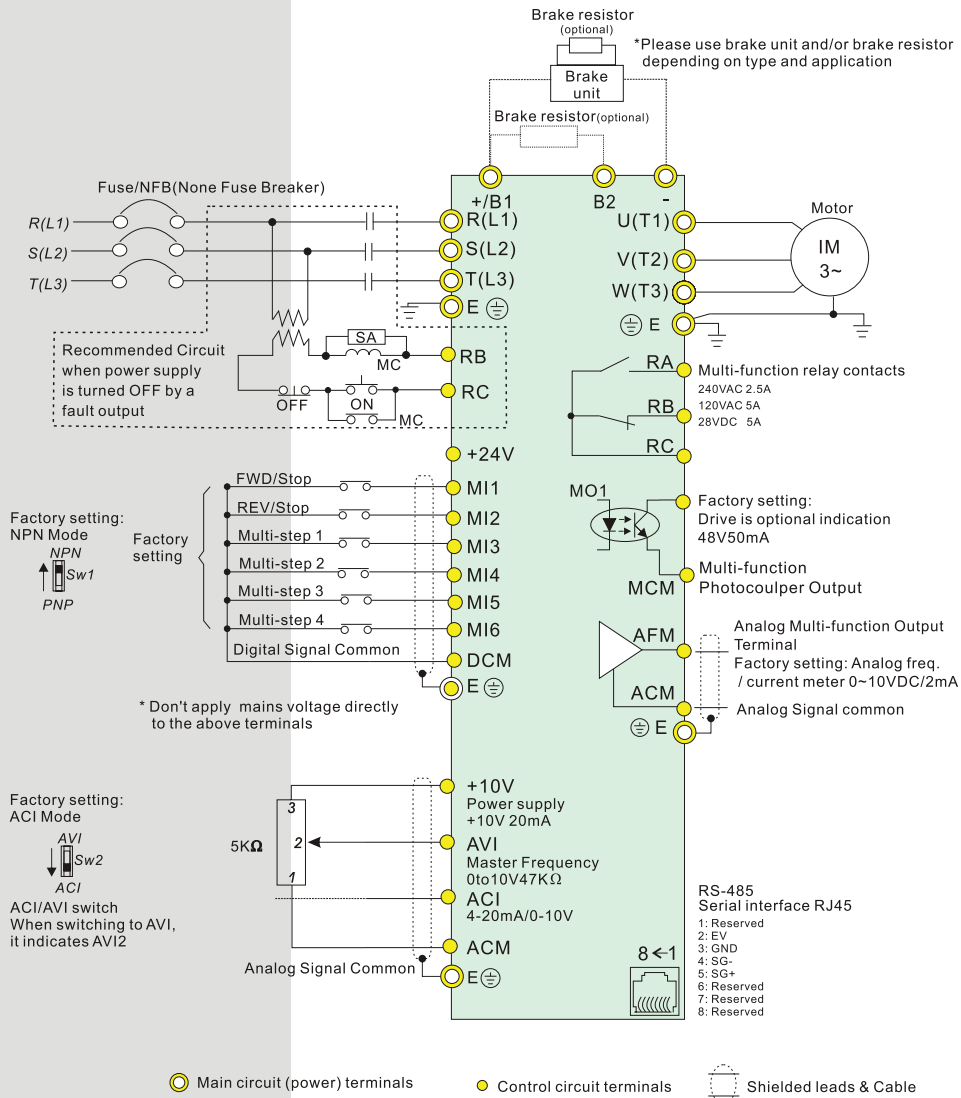 Brake resistor
(optional)
*Please use brake unit and/or brake resistor
depending on type and application
Brake
unit
Brake resistor(optional)
Fuse/NFB(None Fuse Breaker)
+/B1
B2
-
R(L1)
R(L1)
U(T1)
Motor
S(L2)
S(L2)
V(T2)
IM
3~
T(L3)
T(L3)
W(T3)
E
E
Recommended Circuit
when power supply
is turned OFF by a
fault output
SA
MC
RB
OFF
ON
MC
RC
RA
Multi-function relay contacts
240VAC 2.5A
120VAC 5A
28VDC 5A
RB
RC
+24V
Factory setting:
NPN Mode
NPN
Sw1
PNP
Factory
setting
FWD/Stop
MI1
REV/Stop
MI2
Multi-step 1
MI3
Multi-step 2
MI4
Multi-step 3
MI5
Multi-step 4
MI6
Digital Signal Common
DCM
E
* Don't apply mains voltage directly
to the above terminals
MO1
Factory setting:
Drive is optional indication
48V50mA
MCM
Multi-function
Photocoulper Output
AFM
Analog Multi-function Output
Terminal
Factory setting: Analog freq.
/ current meter 0~10VDC/2mA
ACM
Analog Signal common
E
Factory setting:
ACI Mode
AVI
Sw2
ACI
ACI/AVI switch
When switching to AVI,
it indicates AVI2
5KΩ
3
2
1
+10V
Power supply
+10V 20mA
AVI
Master Frequency
0to10V47KΩ
ACI
4-20mA/0-10V
ACM
Analog Signal Common
E
8←1
RS-485
Serial interface RJ45
1: Reserved
2: EV
3: GND
4: SG-
5: SG+
6: Reserved
7: Reserved
8: Reserved
Main circuit (power) terminals
Control circuit terminals
Shielded leads & Cable